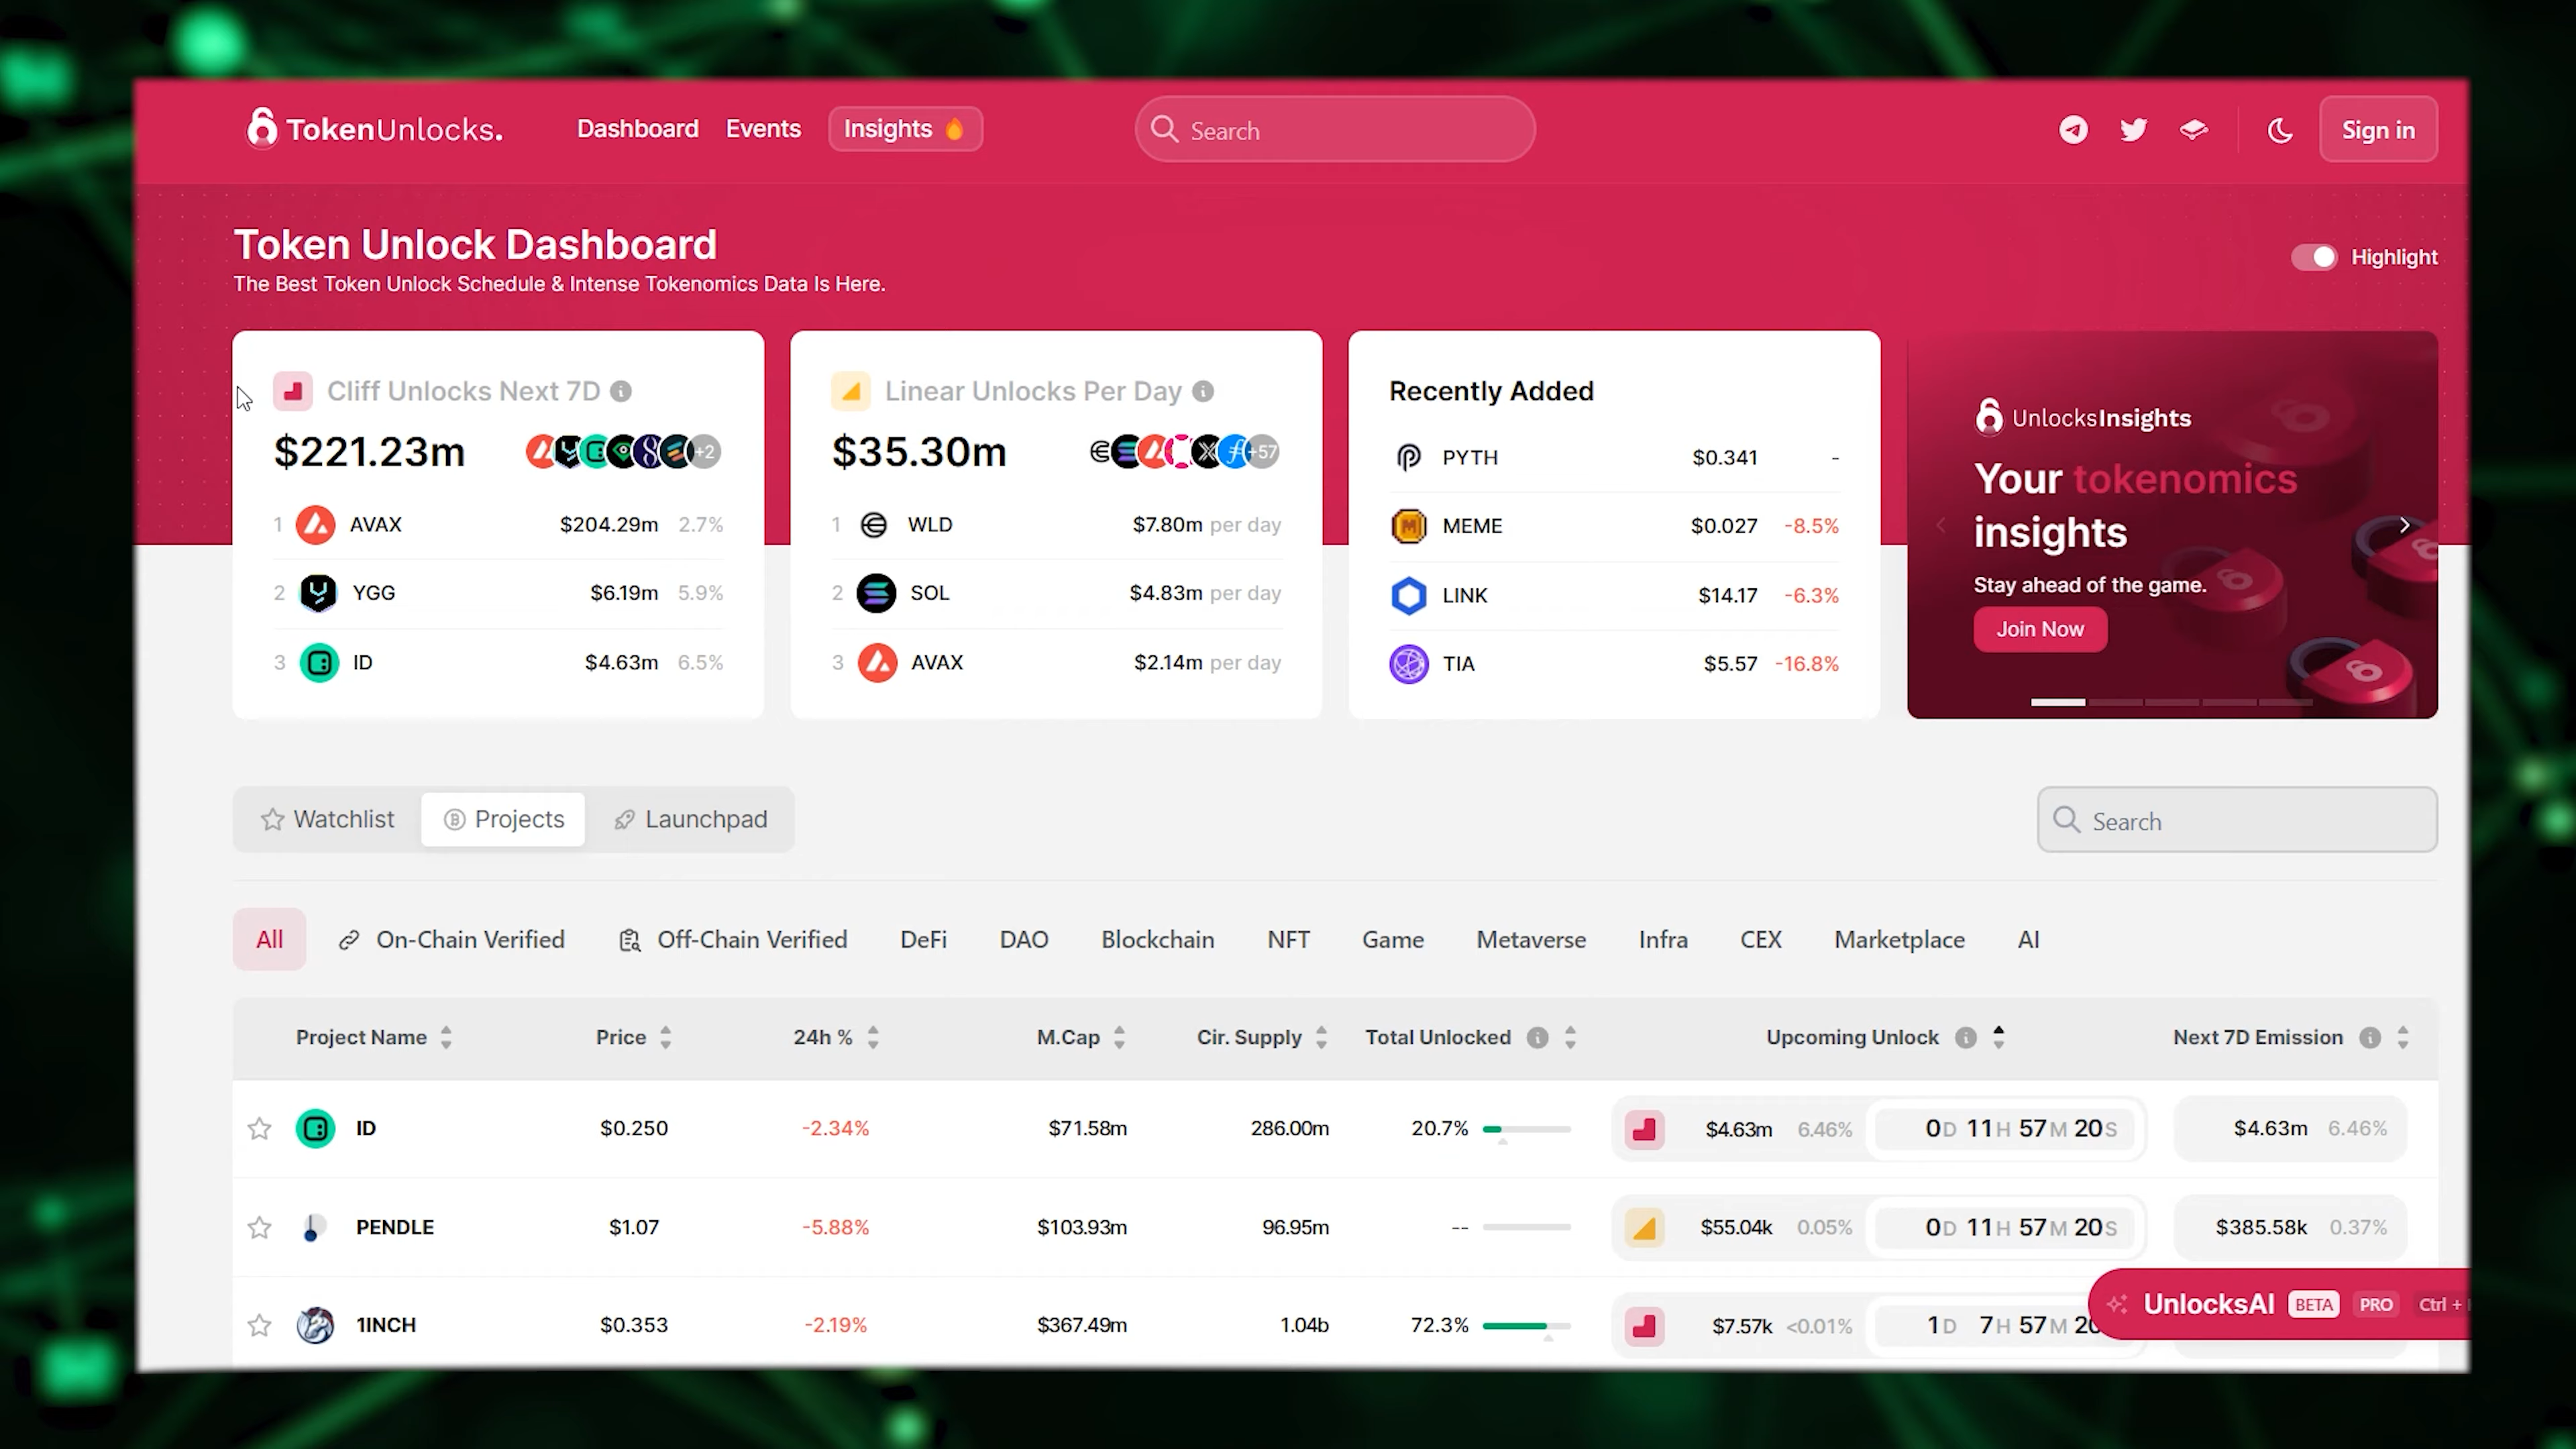 TokenUnlocks.
Dashboard Events Insights
Search
Sign in
Token Unlock Dashboard
The Best Token Unlock Schedule & Intense Tokenomics Data Is Here.
Highlight
Cliff Unlocks Next 7D
$221.23m +2
1 AVAX $204.29m 2.7%
2 YGG $6.19m 5.9%
3 ID $4.63m 6.5%
Linear Unlocks Per Day
$35.30m +57
1 WLD $7.80m per day
2 SOL $4.83m per day
3 AVAX $2.14m per day
Recently Added
PYTH $0.341 -
MEME $0.027 -8.5%
LINK $14.17 -6.3%
TIA $5.57 -16.8%
UnlocksInsights
Your tokenomics
insights
Stay ahead of the game.
Join Now
Watchlist Projects Launchpad
Search
All On-Chain Verified Off-Chain Verified DeFi DAO Blockchain NFT Game Metaverse Infra CEX Marketplace AI
Project Name Price 24h % M.Cap Cir. Supply Total Unlocked Upcoming Unlock Next 7D Emission
ID $0.250 -2.34% $71.58m 286.00m 20.7% $4.63m 6.46% 0D 11H 57M 20S $4.63m 6.46%
PENDLE $1.07 -5.88% $103.93m 96.95m -- $55.04k 0.05% 0D 11H 57M 20S $385.58k 0.37%
1INCH $0.353 -2.19% $367.49m 1.04b 72.3% $7.57k <0.01% 1D 7H 57M 20
UnlocksAI BETA PRO Ctrl +